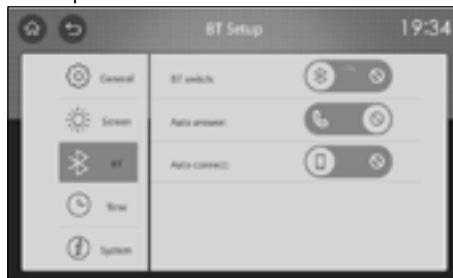 BT Setup 19:34
General
BT switch:
Screen
Auto answer:
BT
Auto connect:
Time
System